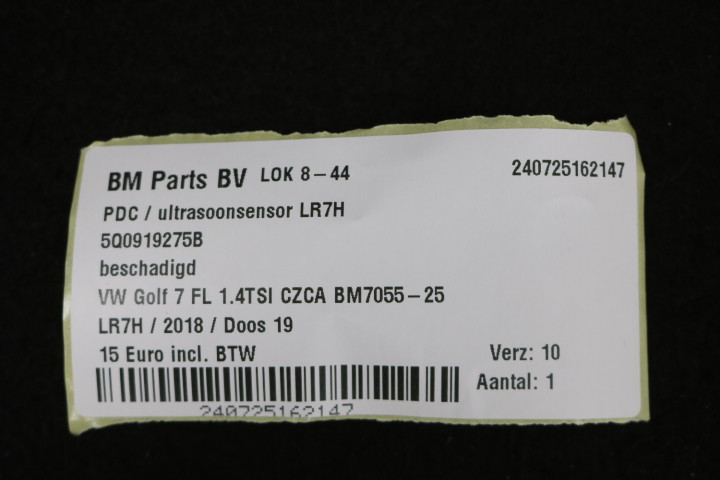 BM Parts BV LOK 8-44 240725162147
PDC / ultrasoonsensor LR7H
5Q0919275B
beschadigd
VW Golf 7 FL 1.4TSI CZCA BM7055-25
LR7H / 2018 / Doos 19
15 Euro incl. BTW Verz: 10
Aantal: 1
240725162147